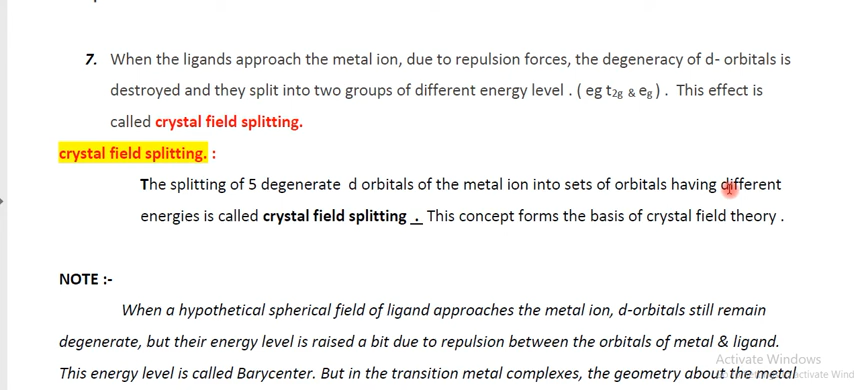 7. When the ligands approach the metal ion, due to repulsion forces, the degeneracy of d- orbitals is
destroyed and they split into two groups of different energy level . ( eg t2g & eg ) . This effect is
called crystal field splitting.
crystal field splitting. :
The splitting of 5 degenerate d orbitals of the metal ion into sets of orbitals having different
energies is called crystal field splitting . This concept forms the basis of crystal field theory .
NOTE :-
When a hypothetical spherical field of ligand approaches the metal ion, d-orbitals still remain
degenerate, but their energy level is raised a bit due to repulsion between the orbitals of metal & ligand.
Activate Windows
This energy level is called Barycenter. But in the transition metal complexes, the geometry about the metal
activate Wind